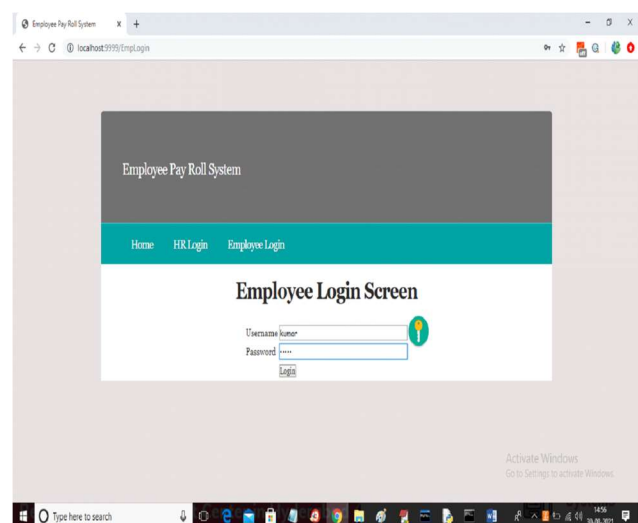 Employee Pay Roll System
localhost:9999/EmpLogin
Employee Pay Roll System
Home HR Login Employee Login
Employee Login Screen
Username kumar
Password •••••
Login
Activate Windows
Go to Settings to activate Windows.
Type here to search
14:56